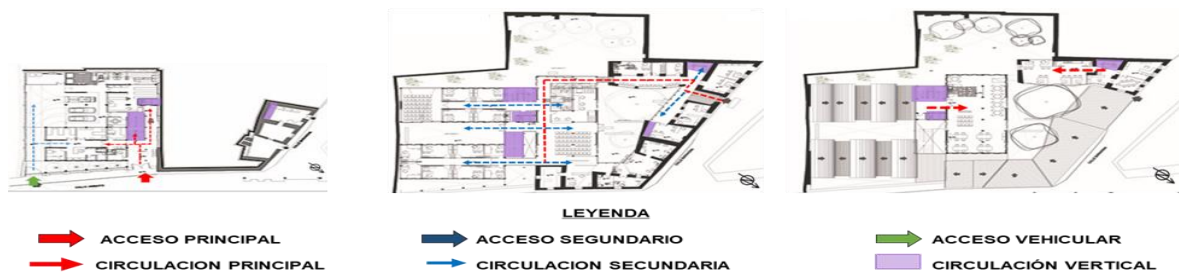 LEYENDA
ACCESO PRINCIPAL
ACCESO SEGUNDARIO
ACCESO VEHICULAR
CIRCULACION PRINCIPAL
CIRCULACION SECUNDARIA
CIRCULACIÓN VERTICAL